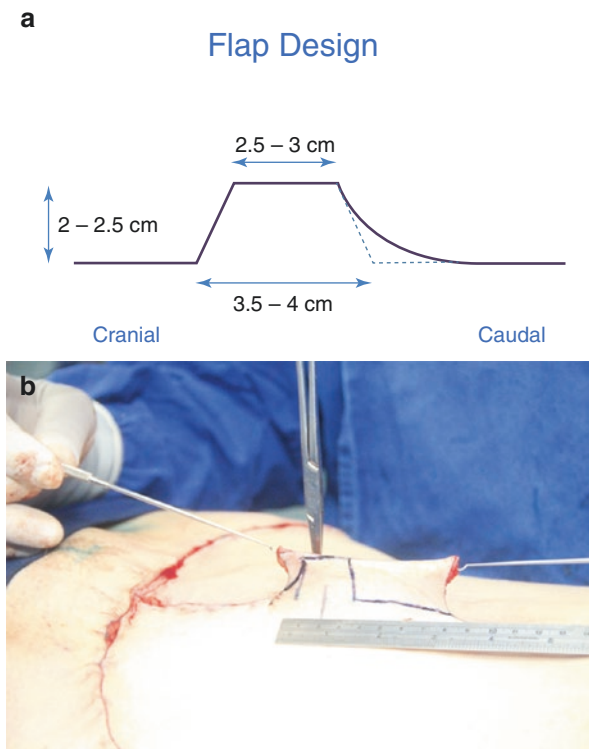 a
Flap Design
2.5 – 3 cm
2 – 2.5 cm
3.5 – 4 cm
Cranial
Caudal
b